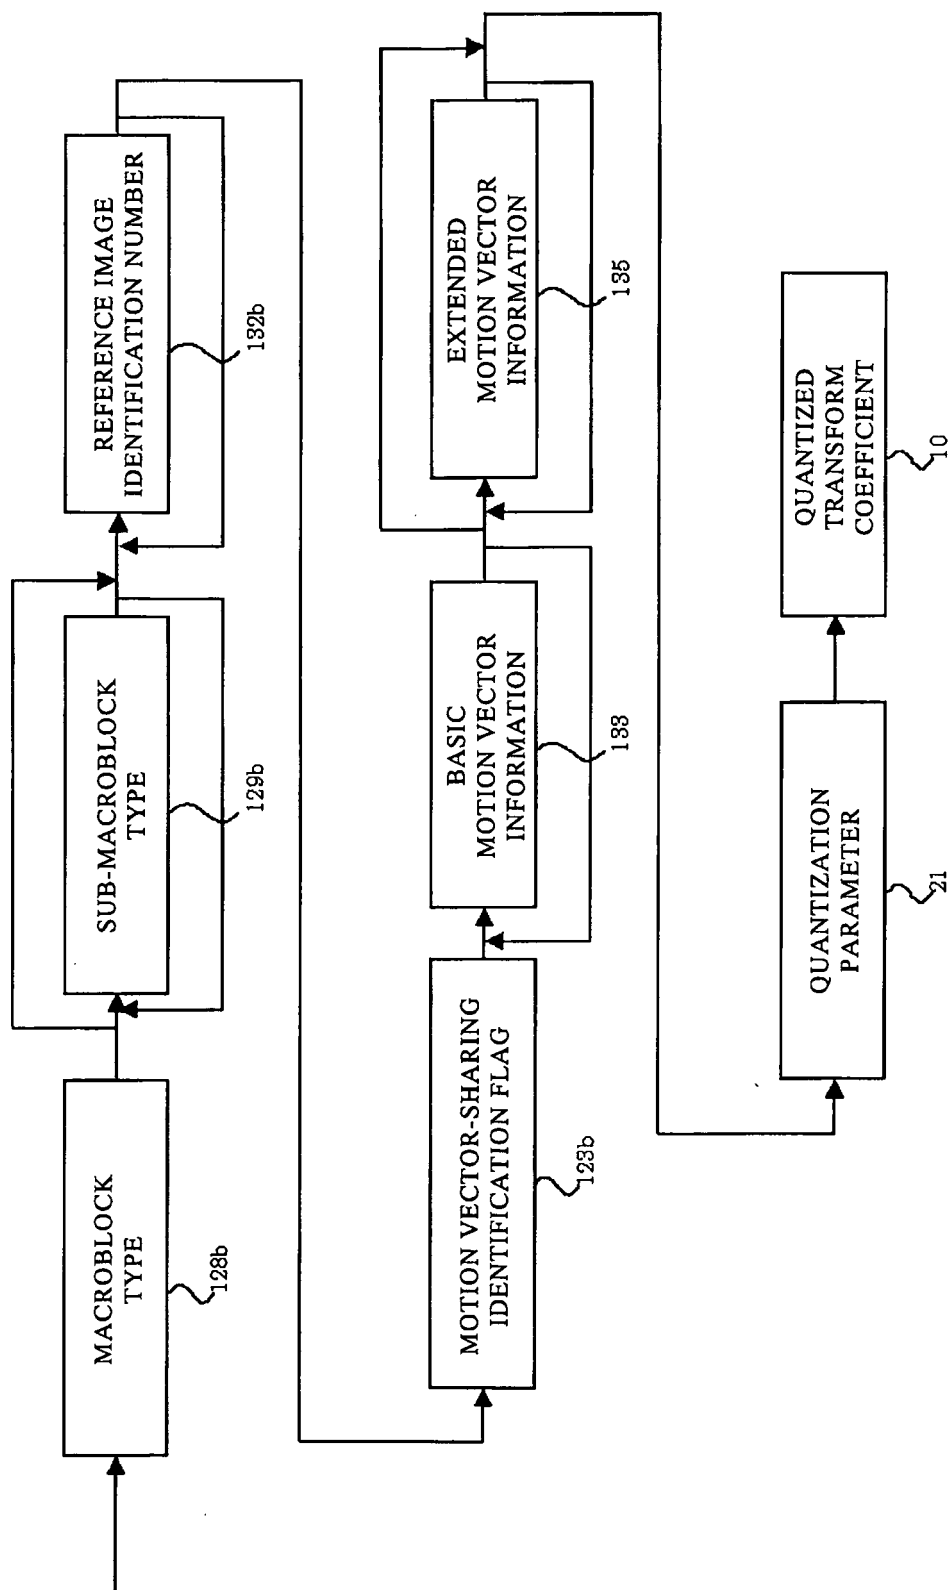 MACROBLOCK
TYPE
128b
SUB-MACROBLOCK
TYPE
129b
REFERENCE IMAGE
IDENTIFICATION NUMBER
132b
MOTION VECTOR-SHARING
IDENTIFICATION FLAG
123b
BASIC
MOTION VECTOR
INFORMATION
133
EXTENDED
MOTION VECTOR
INFORMATION
135
QUANTIZATION
PARAMETER
21
QUANTIZED
TRANSFORM
COEFFICIENT
10